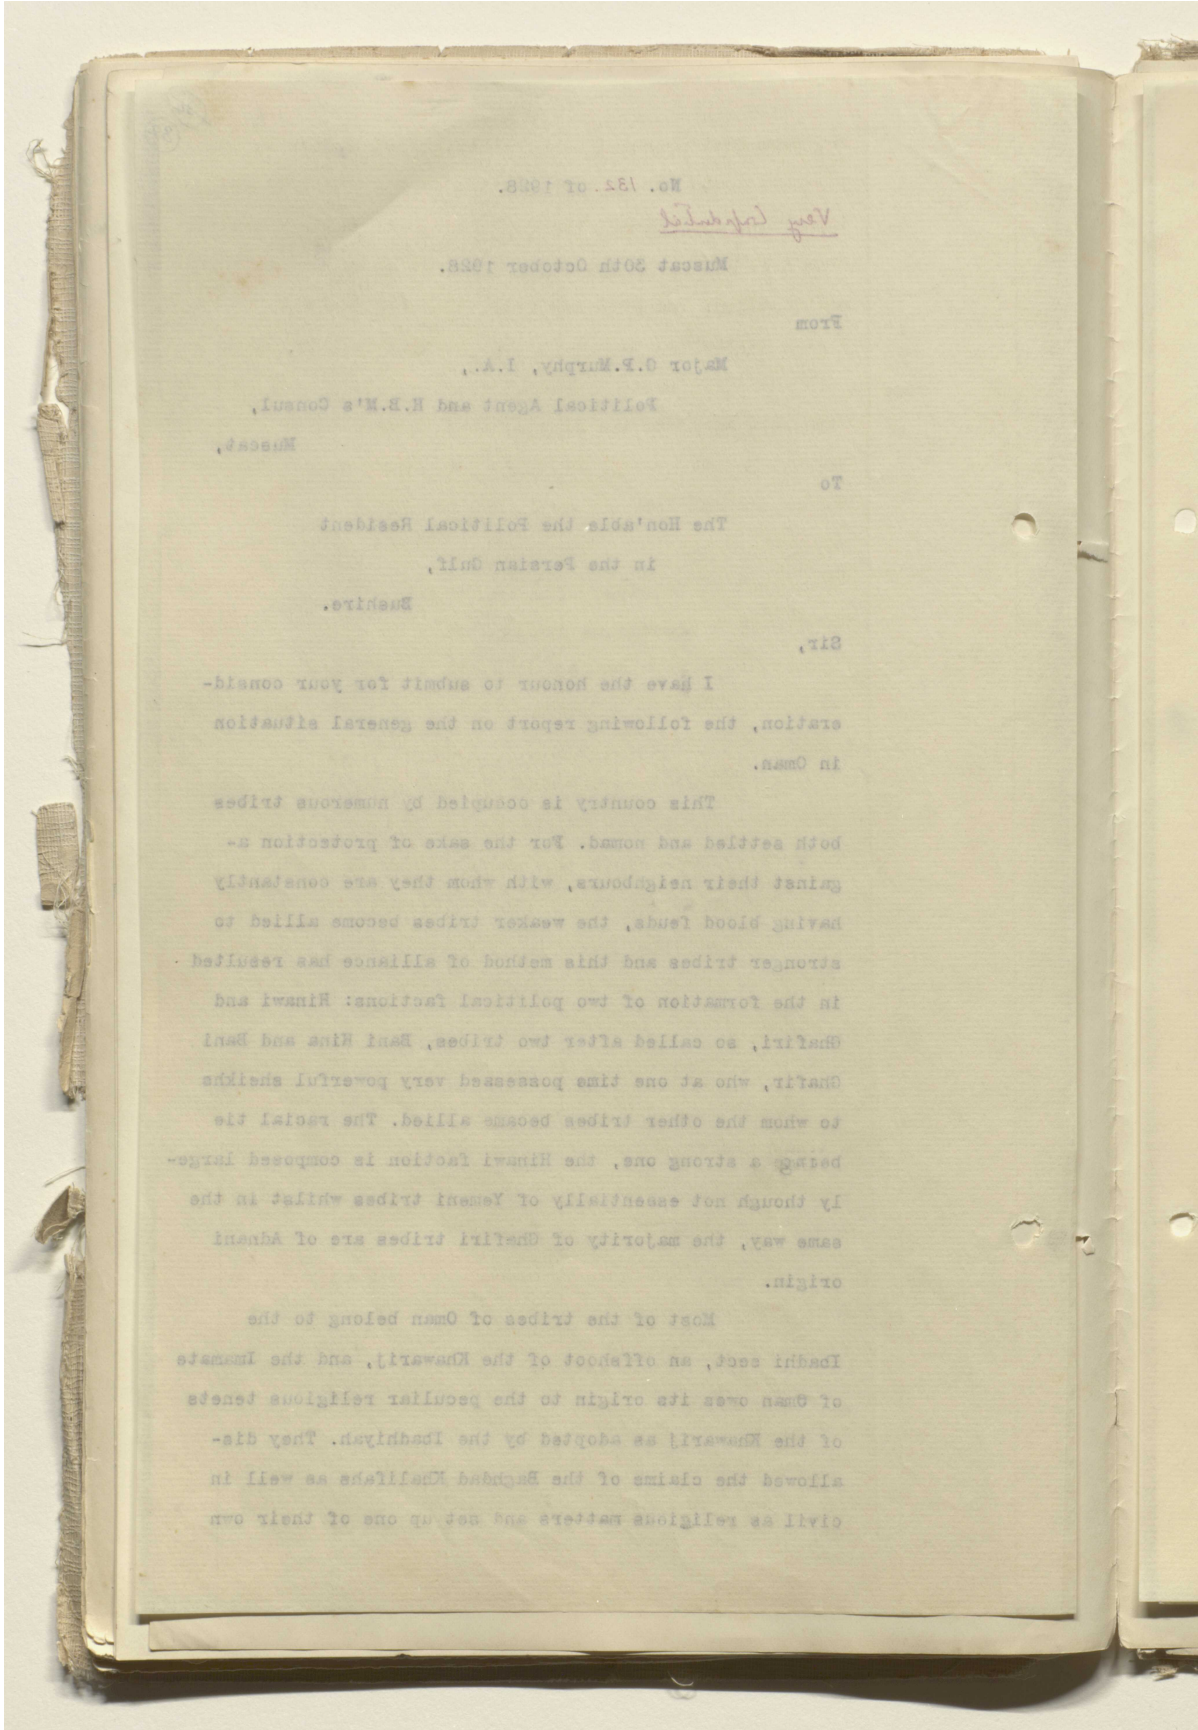 No. 132 of 1928.
Very Confidential
Muscat 30th October 1928.
From
Major G.P.Murphy, I.A.,
Political Agent and H.B.M's Consul,
Muscat,
To
The Hon'able the Political Resident
in the Persian Gulf,
Bushire.
Sir,
I have the honour to submit for your consid-
eration, the following report on the general situation
in Oman.
This country is occupied by numerous tribes
both settled and nomad. For the sake of protection a-
gainst their neighbours, with whom they are constantly
having blood feuds, the weaker tribes become allied to
stronger tribes and this method of alliance has resulted
in the formation of two political factions: Hinawi and
Ghafiri, so called after two tribes, Bani Hina and Bani
Ghafir, who at one time possessed very powerful sheikhs
to whom the other tribes became allied. The racial tie
being a strong one, the Hinawi faction is composed large-
ly though not essentially of Yemeni tribes whilst in the
same way, the majority of Ghafiri tribes are of Adnani
origin.
Most of the tribes of Oman belong to the
Ibadhi sect, an offshoot of the Khawarij, and the Imamate
of Oman owes its origin to the peculiar religious tenets
of the Khawarij as adopted by the Ibadhiyah. They dis-
allowed the claims of the Baghdad Khalifahs as well in
civil as religious matters and set up one of their own